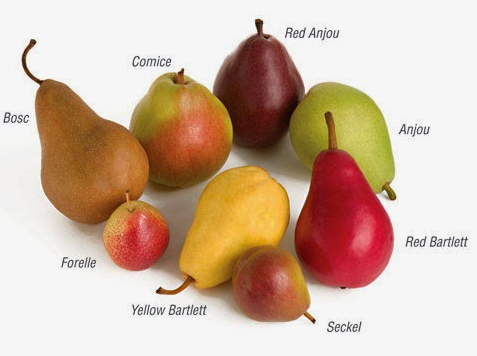 Red Anjou
Comice
Bosc
Anjou
Red Bartlett
Forelle
Yellow Bartlett
Seckel